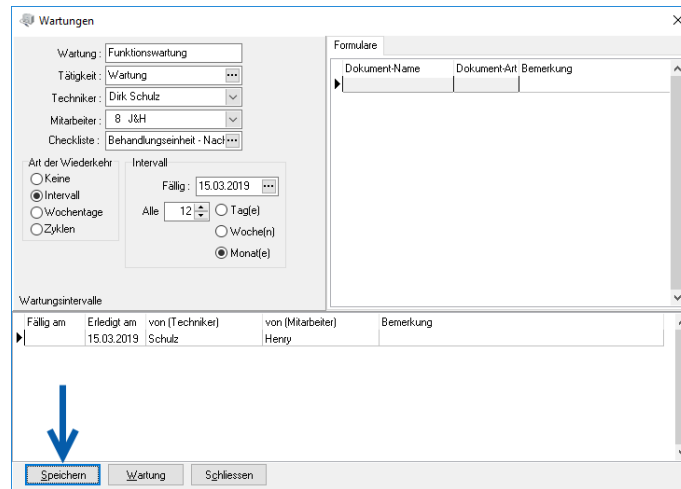 Wartungen
Wartung : Funktionswartung
Tätigkeit : Wartung ...
Techniker : Dirk Schulz
Mitarbeiter : 8 J&H
Checkliste : Behandlungseinheit - Nach ...
Art der Wiederkehr
Keine
Intervall
Wochentage
Zyklen
Intervall
Fällig : 15.03.2019 ...
Alle 12 Tag(e)
Woche(n)
Monat(e)
Formulare
Dokument-Name Dokument-Art Bemerkung
Wartungsintervalle
Fällig am Erledigt am von (Techniker) von (Mitarbeiter) Bemerkung
15.03.2019 Schulz Henry
Speichern Wartung Schliessen